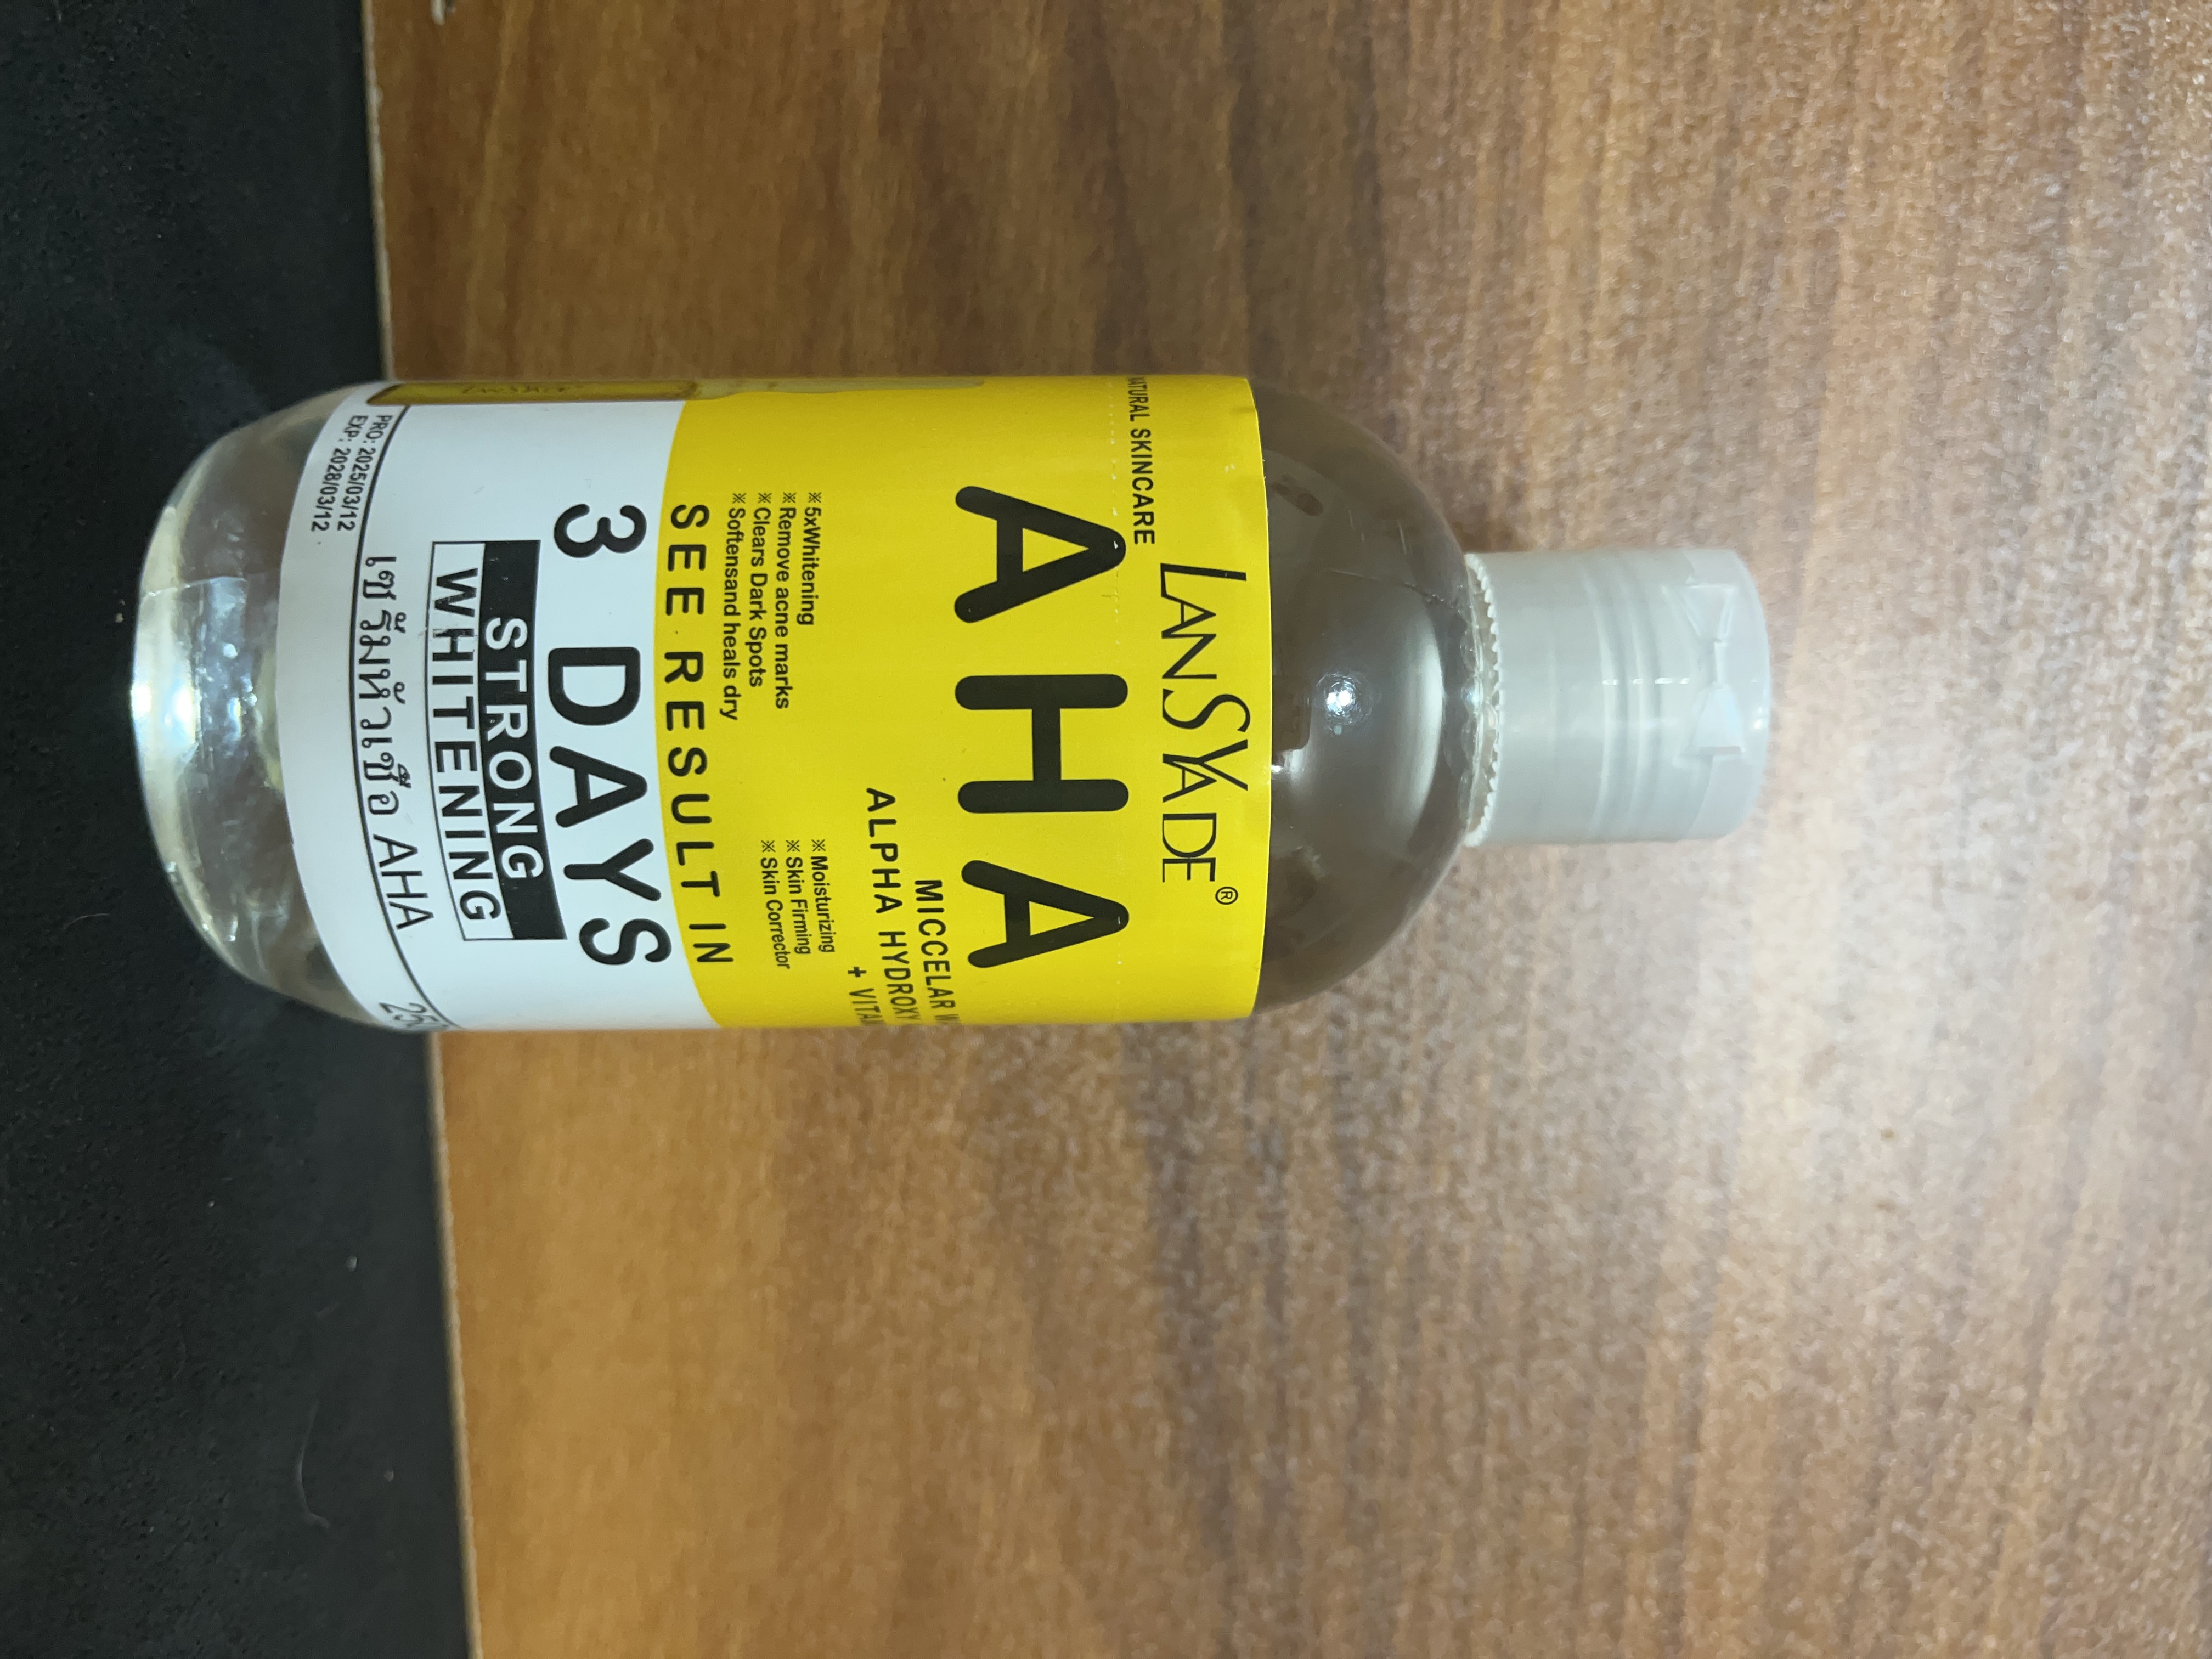 LANSYADE®
NATURAL SKINCARE
AHA
MICCELAR
ALPHA HYDROXY
+
※5xWhitening
※Remove acne marks
※Clears Dark Spots
※Softensand heals dry
※Moisturizing
※Skin Firming
※Skin Corrector
SEE RESULT IN
3 DAYS
STRONG
WHITENING
เซรั่มหัวเชื้อ AHA
PRO: 2025/03/12
EXP: 2028/03/12